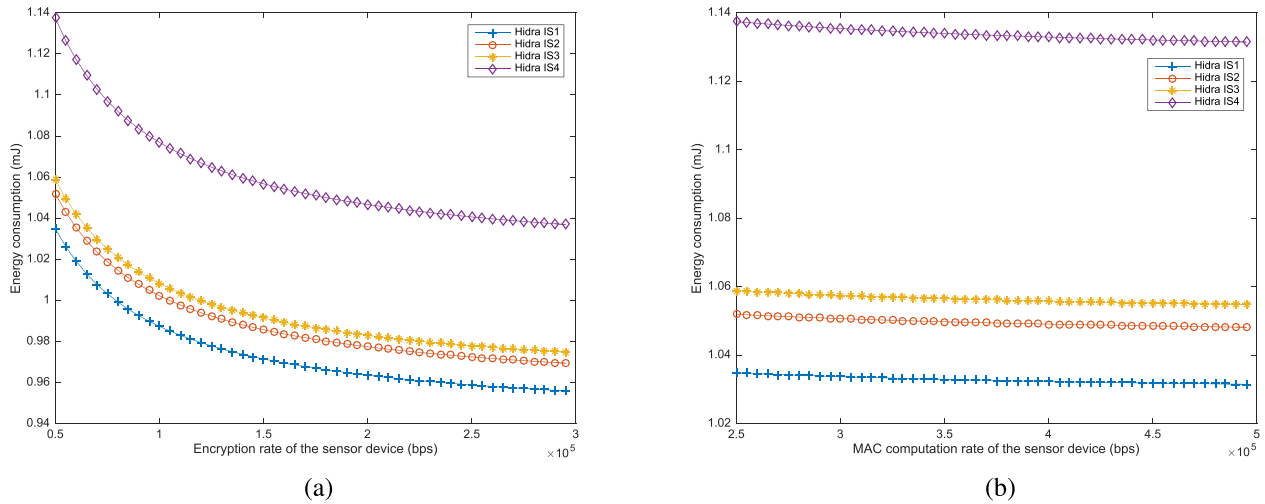 1.14
1.12
1.1
1.08
1.06
1.04
1.02
1
0.98
0.96
0.94
Energy consumption (mJ)
Hidra IS1
Hidra IS2
Hidra IS3
Hidra IS4
0.5 1 1.5 2 2.5 3
Encryption rate of the sensor device (bps)
×10⁵
(a)
1.14
1.12
1.1
1.08
1.06
1.04
1.02
Energy consumption (mJ)
Hidra IS1
Hidra IS2
Hidra IS3
Hidra IS4
2.5 3 3.5 4 4.5 5
MAC computation rate of the sensor device (bps)
×10⁵
(b)